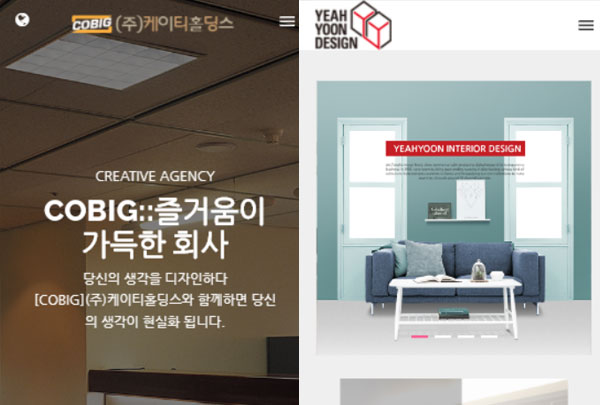 COBIG (주)케이티홀딩스
CREATIVE AGENCY
COBIG::즐거움이
가득한 회사
당신의 생각을 디자인하다
[COBIG](주)케이티홀딩스와 함께하면 당신
의 생각이 현실화 됩니다.
YEAH
YOON
DESIGN
YEAHYOON INTERIOR DESIGN